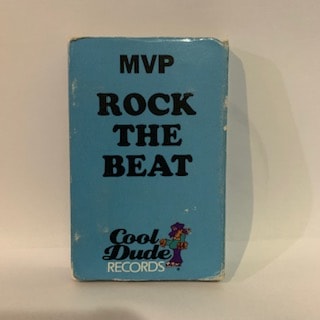 MVP
ROCK
THE
BEAT
Cool
Dude
RECORDS